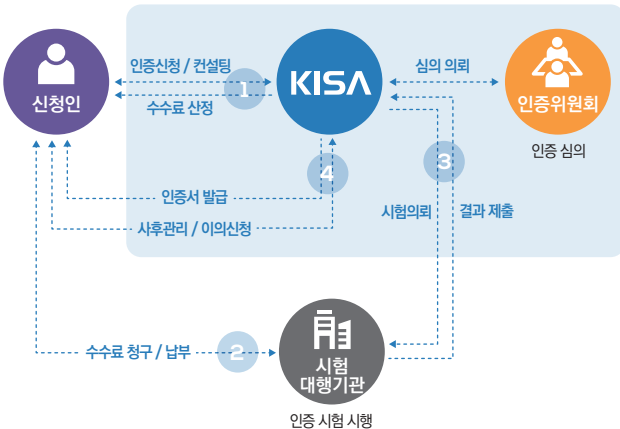 신청인
인증신청 / 컨설팅
1
수수료 산정
KISA
심의 의뢰
인증위원회
인증 심의
4
3
인증서 발급
사후관리 / 이의신청
시험의뢰
결과 제출
수수료 청구 / 납부
2
시험
대행기관
인증 시험 시행